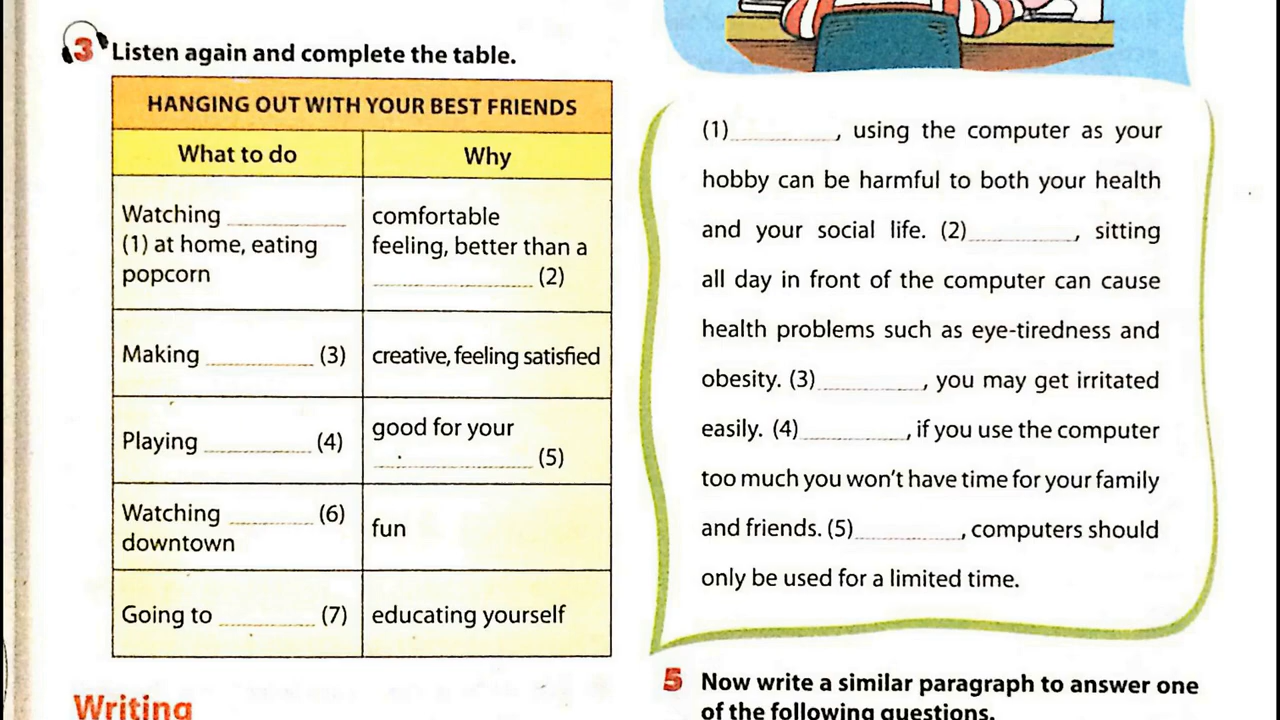 3 Listen again and complete the table.
HANGING OUT WITH YOUR BEST FRIENDS
What to do
Why
Watching ............
(1) at home, eating
popcorn
comfortable
feeling, better than a
............ (2)
Making ............ (3)
creative, feeling satisfied
Playing ............ (4)
good for your
............ (5)
Watching ............ (6)
downtown
fun
Going to ............ (7)
educating yourself
Writing
(1)............, using the computer as your
hobby can be harmful to both your health
and your social life. (2)............, sitting
all day in front of the computer can cause
health problems such as eye-tiredness and
obesity. (3)............, you may get irritated
easily. (4)............, if you use the computer
too much you won't have time for your family
and friends. (5)............, computers should
only be used for a limited time.
5 Now write a similar paragraph to answer one
of the following questions.